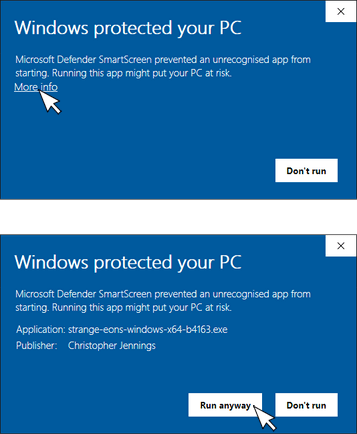 Windows protected your PC
Microsoft Defender SmartScreen prevented an unrecognised app from
starting. Running this app might put your PC at risk.
More info
Don't run
Windows protected your PC
Microsoft Defender SmartScreen prevented an unrecognised app from
starting. Running this app might put your PC at risk.
Application: strange-eons-windows-x64-b4163.exe
Publisher: Christopher Jennings
Run anyway Don't run